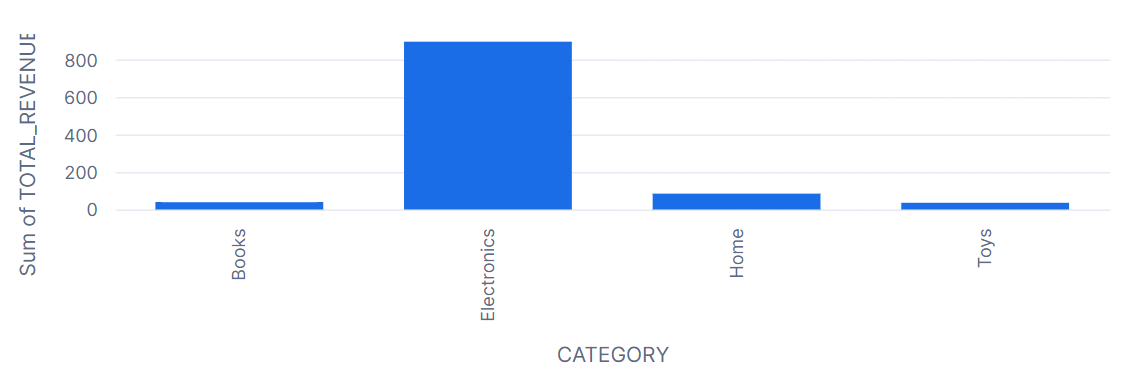 Sum of TOTAL_REVENUE
800
600
400
200
0
Books
Electronics
Home
Toys
CATEGORY